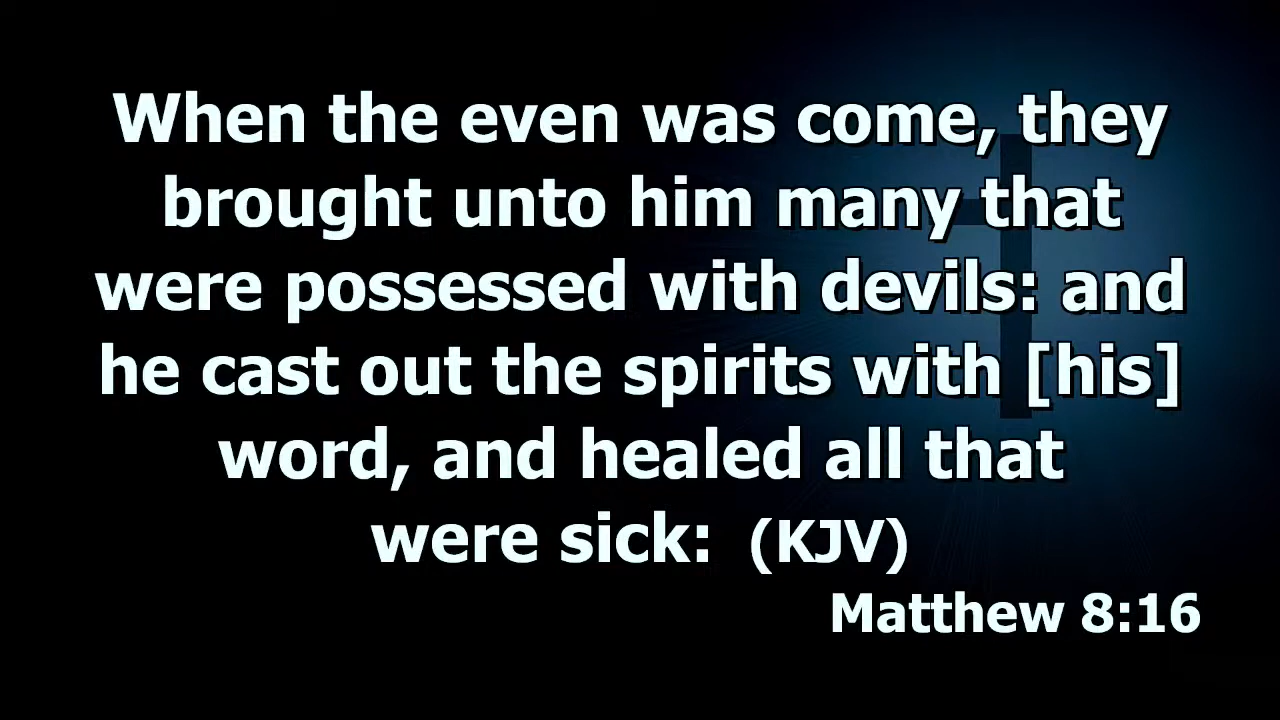 When the even was come, they
brought unto him many that
were possessed with devils: and
he cast out the spirits with [his]
word, and healed all that
were sick: (KJV)
Matthew 8:16